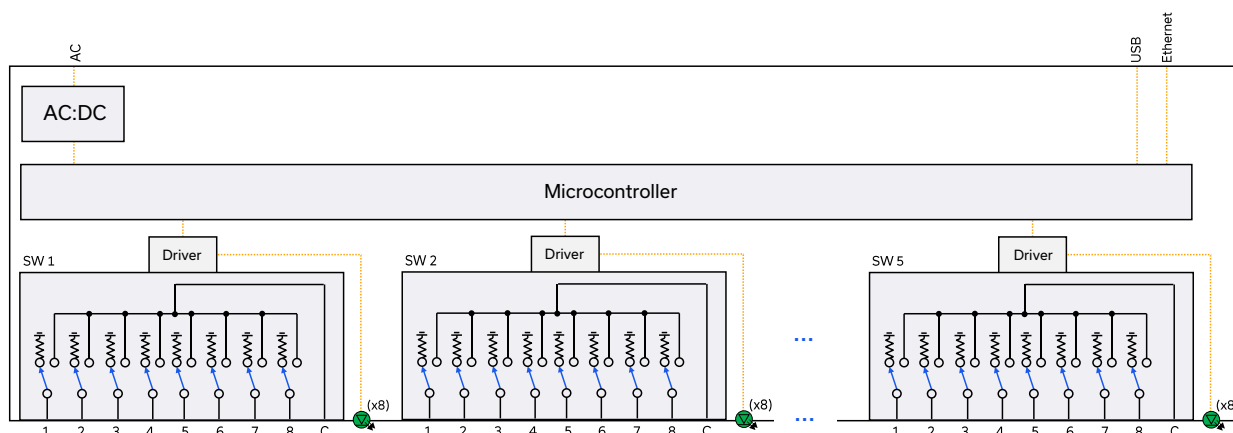 AC
USB
Ethernet
AC:DC
Microcontroller
Driver
Driver
Driver
SW 1
SW 2
SW 5
...
(x8)
(x8)
(x8)
...
1 2 3 4 5 6 7 8 C
1 2 3 4 5 6 7 8 C
1 2 3 4 5 6 7 8 C